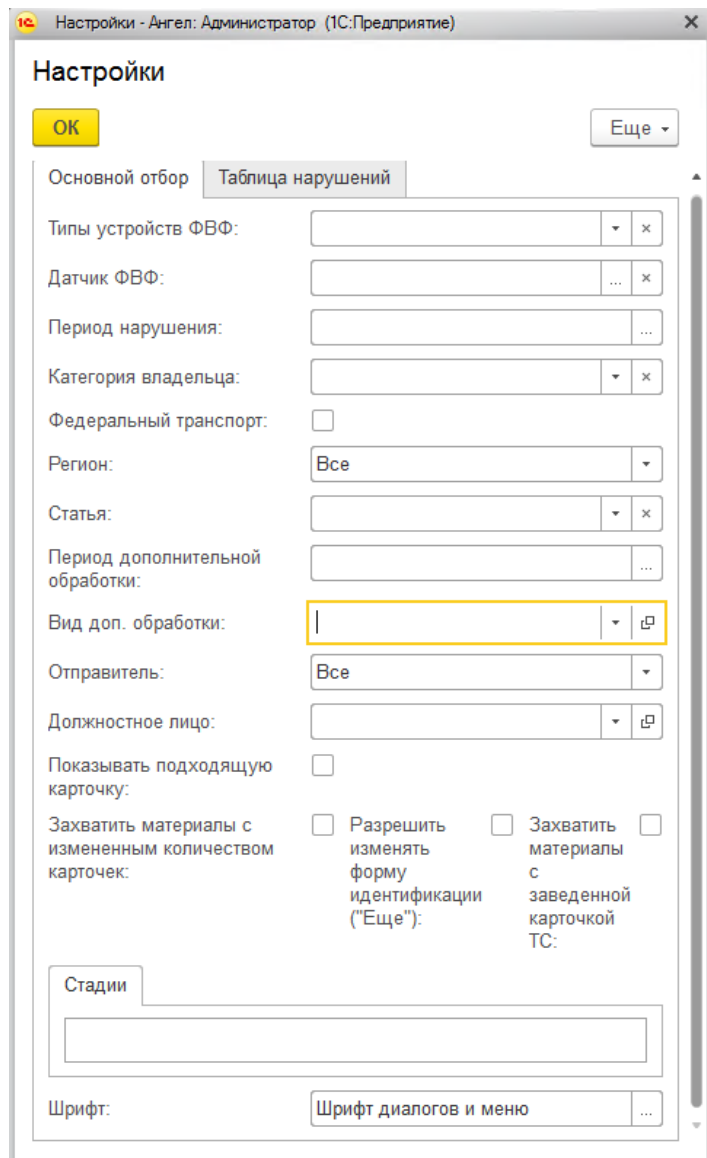 1С Настройки - Ангел: Администратор (1С:Предприятие)
Настройки
ОК
Еще
Основной отбор
Таблица нарушений
Типы устройств ФВФ:
Датчик ФВФ:
...
Период нарушения:
...
Категория владельца:
Федеральный транспорт:
Регион:
Все
Статья:
Период дополнительной
обработки:
...
Вид доп. обработки:
Отправитель:
Все
Должностное лицо:
Показывать подходящую
карточку:
Захватить материалы с
измененным количеством
карточек:
Разрешить
изменять
форму
идентификации
("Еще"):
Захватить
материалы
с
заведенной
карточкой
ТС:
Стадии
Шрифт:
Шрифт диалогов и меню
...